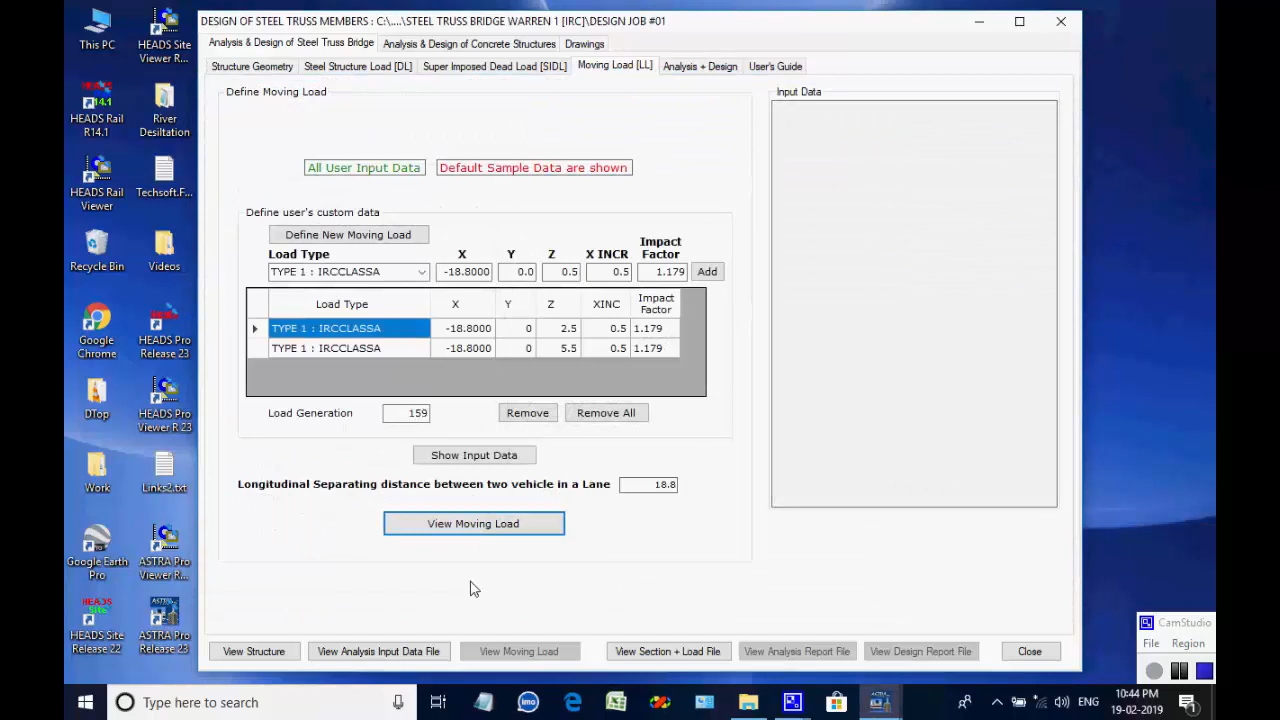 DESIGN OF STEEL TRUSS MEMBERS : C:\....\STEEL TRUSS BRIDGE WARREN 1 [IRC]\DESIGN JOB #01
Analysis & Design of Steel Truss Bridge Analysis & Design of Concrete Structures Drawings
Structure Geometry Steel Structure Load [DL] Super Imposed Dead Load [SIDL] Moving Load [LL] Analysis + Design User's Guide
Define Moving Load
All User Input Data Default Sample Data are shown
Define user's custom data
Define New Moving Load
Load Type X Y Z X INCR Impact Factor
TYPE 1 : IRCCLASSA -18.8000 0.0 0.5 0.5 1.179 Add
Load Type X Y Z XINC Impact Factor
TYPE 1 : IRCCLASSA -18.8000 0 2.5 0.5 1.179
TYPE 1 : IRCCLASSA -18.8000 0 5.5 0.5 1.179
Load Generation 159 Remove Remove All
Show Input Data
Longitudinal Separating distance between two vehicle in a Lane 18.8
View Moving Load
Input Data
View Structure View Analysis Input Data File View Moving Load View Section + Load File View Analysis Report File View Design Report File Close
This PC
HEADS Site
Viewer R...
HEADS Rail
R14.1
River
Desiltation
HEADS Rail
Viewer
Techsoft.F...
Recycle Bin
Videos
Google
Chrome
HEADS Pro
Release 23
DTop
HEADS Pro
Viewer R 23
Work
Links2.txt
Google Earth
Pro
ASTRA Pro
Viewer R...
HEADS Site
Release 22
ASTRA Pro
Release 23
CamStudio
File Region
Type here to search
ENG
10:44 PM
19-02-2019